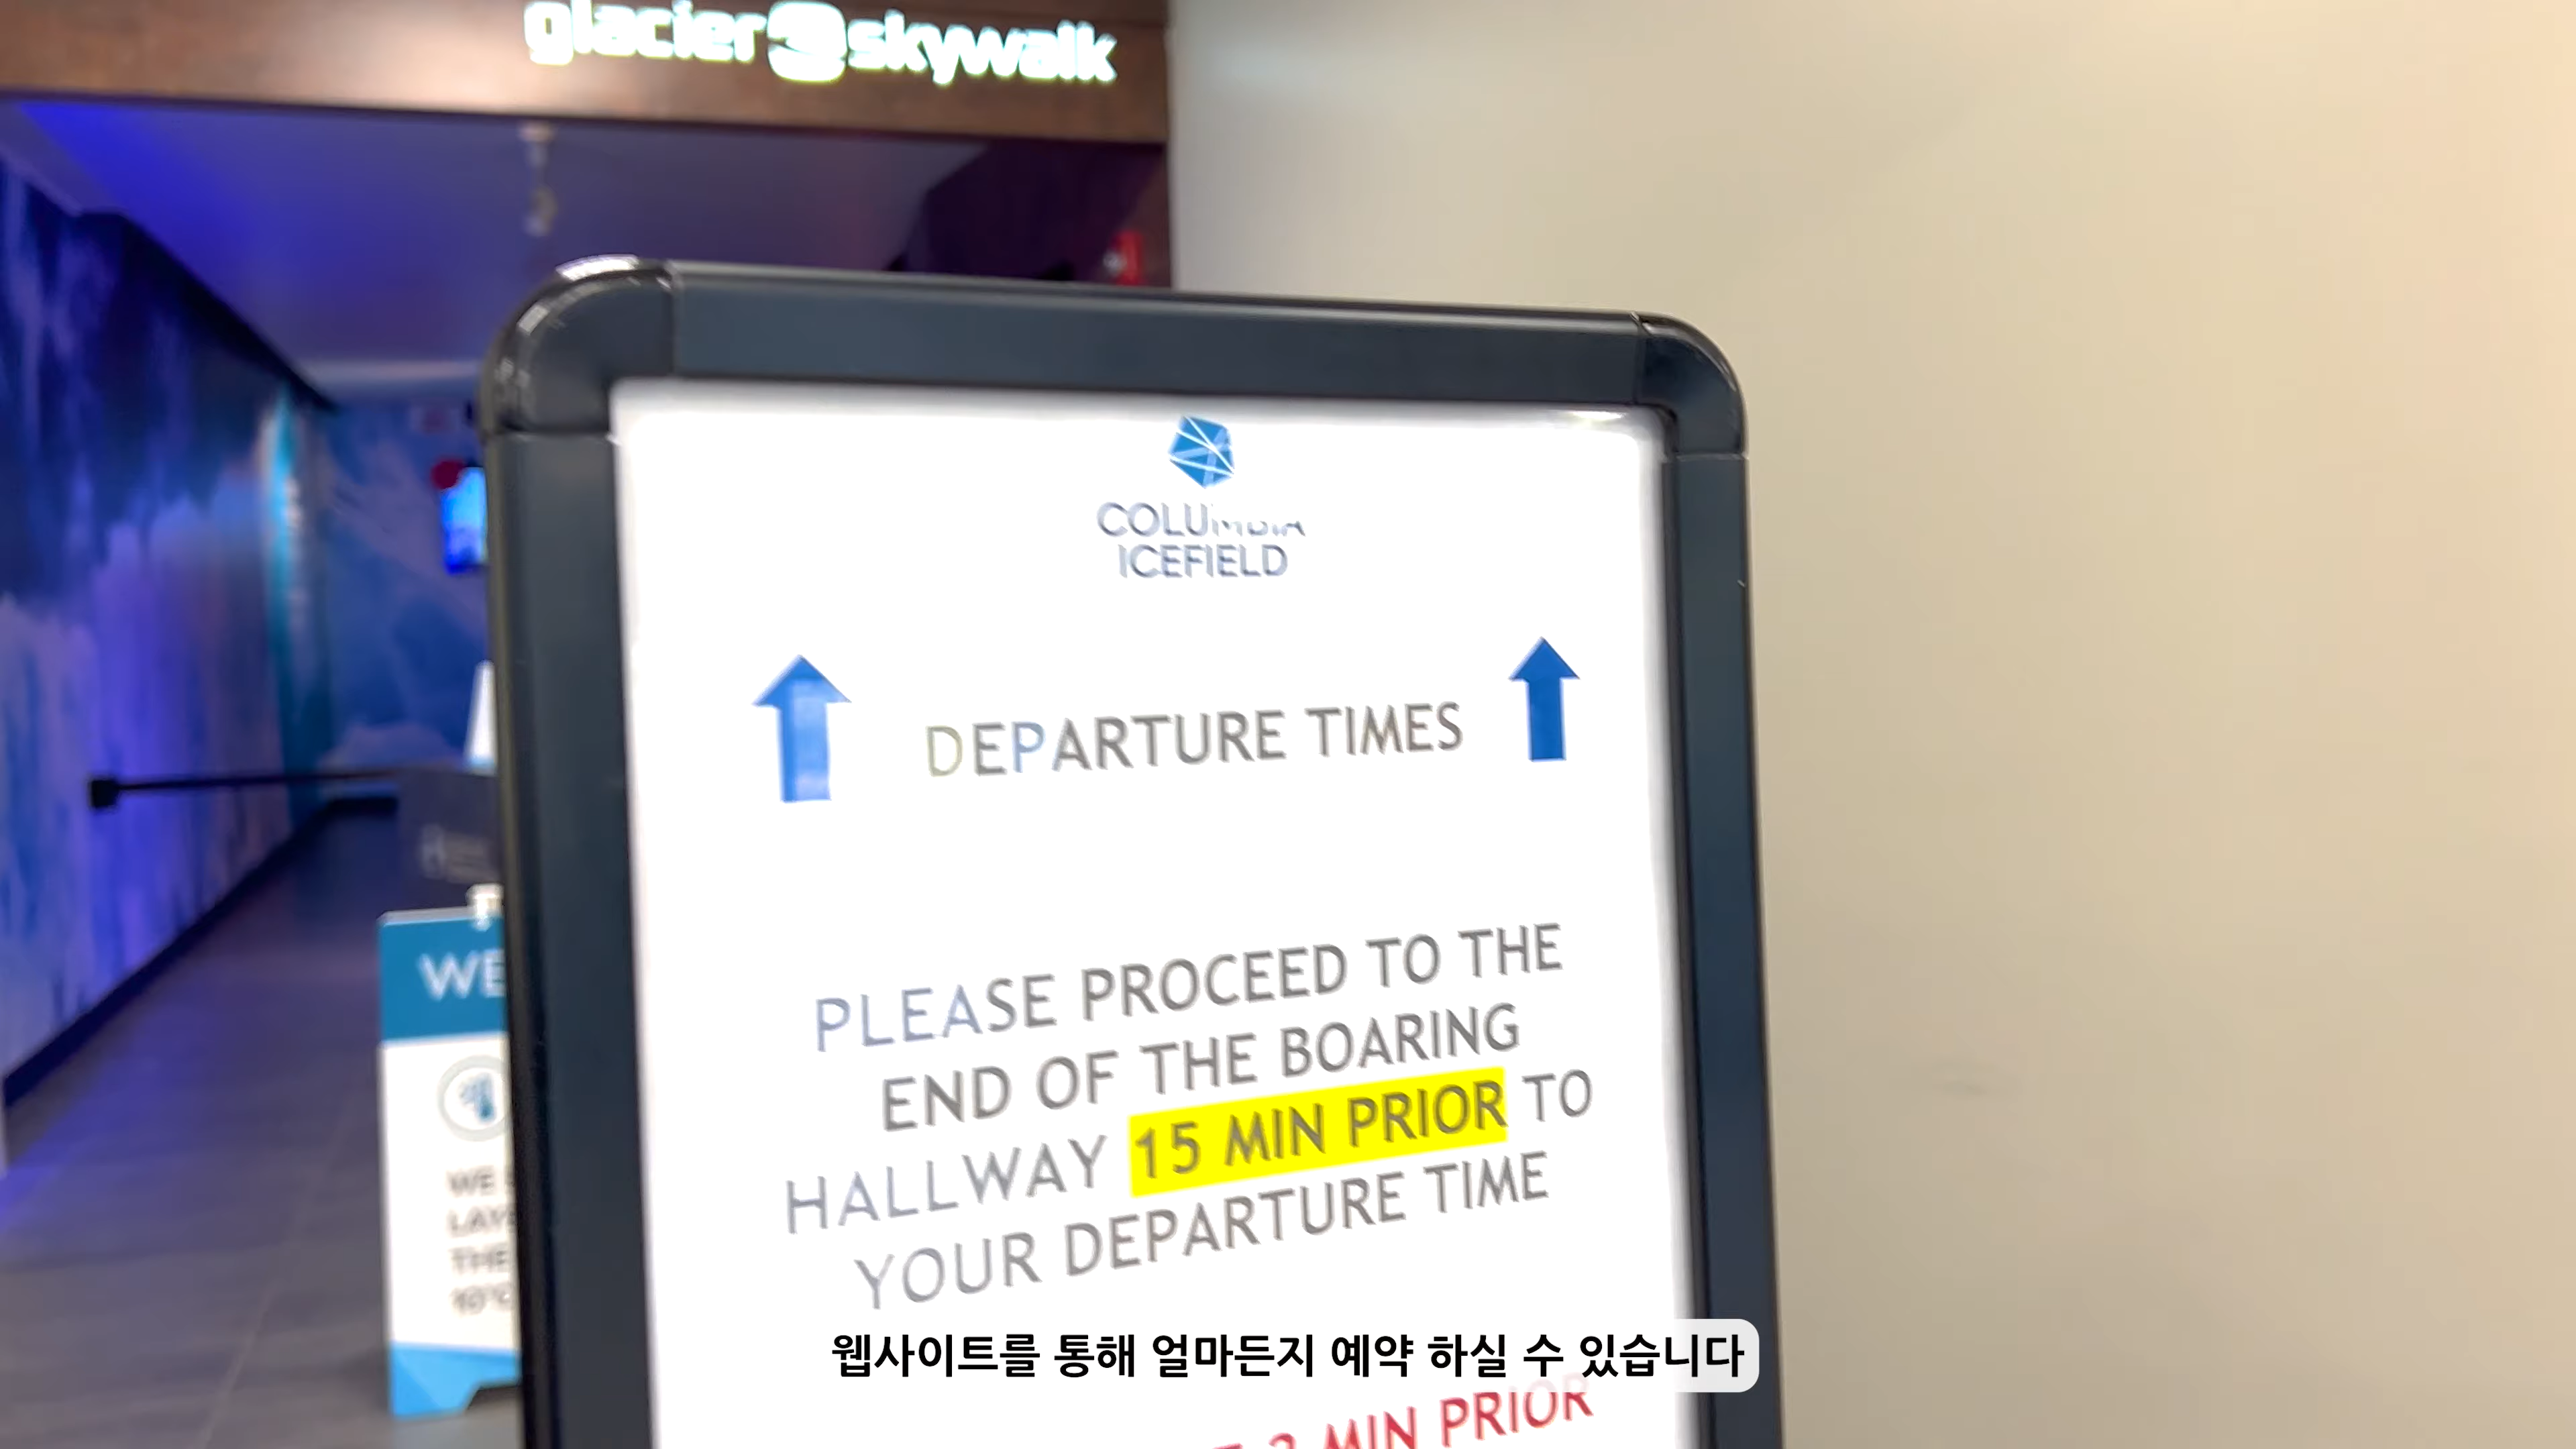 glacier skywalk
COLUMBIA
ICEFIELD
DEPARTURE TIMES
PLEASE PROCEED TO THE
END OF THE BOARING
HALLWAY 15 MIN PRIOR TO
YOUR DEPARTURE TIME
웹사이트를 통해 얼마든지 예약 하실 수 있습니다
MIN PRIOR
WE
WE
THE